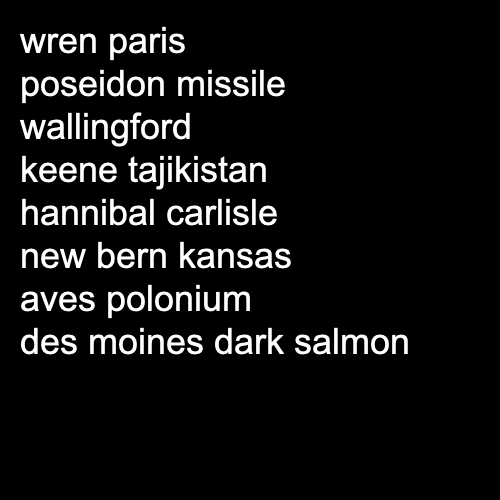 wren paris
poseidon missile
wallingford
keene tajikistan
hannibal carlisle
new bern kansas
aves polonium
des moines dark salmon